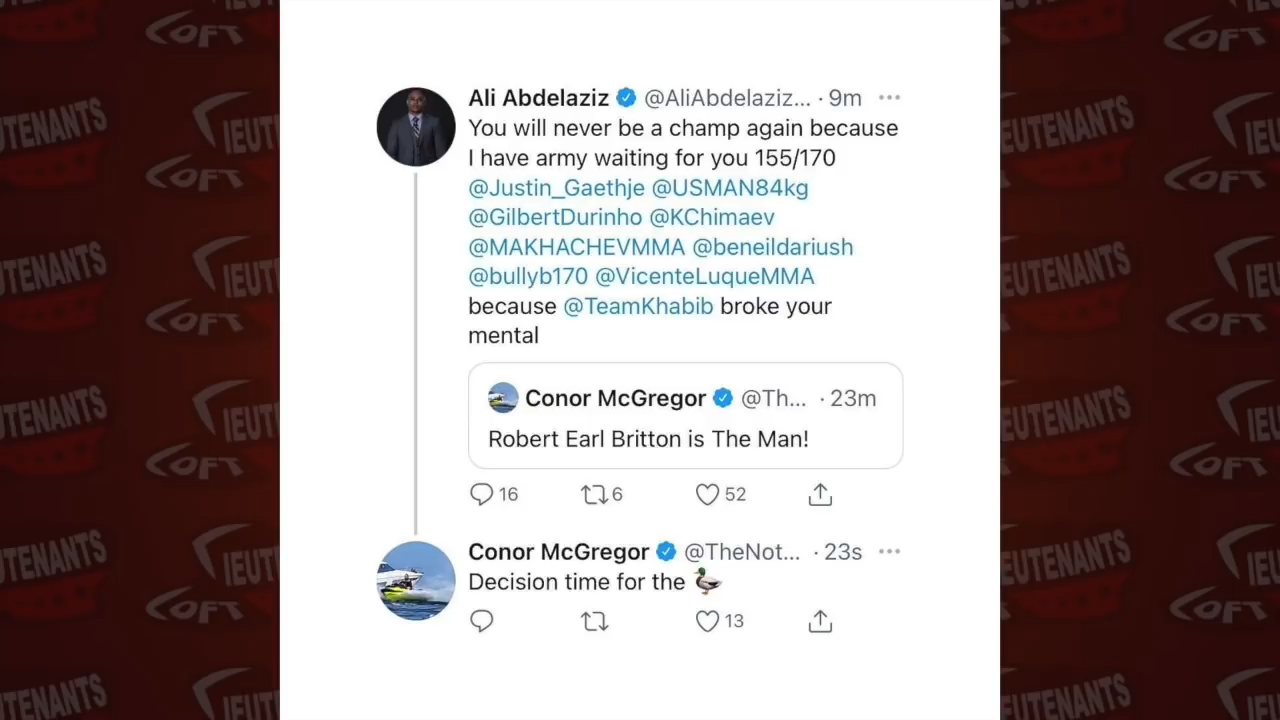 Ali Abdelaziz @AliAbdelaziz... · 9m
You will never be a champ again because
I have army waiting for you 155/170
@Justin_Gaethje @USMAN84kg
@GilbertDurinho @KChimaev
@MAKHACHEVMMA @beneildariush
@bullyb170 @VicenteLuqueMMA
because @TeamKhabib broke your
mental
Conor McGregor @Th... · 23m
Robert Earl Britton is The Man!
16 6 52
Conor McGregor @TheNot... · 23s
Decision time for the 🦆
13